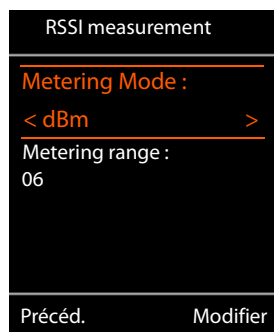 RSSI measurement
Metering Mode :
< dBm >
Metering range :
06
Précéd. Modifier